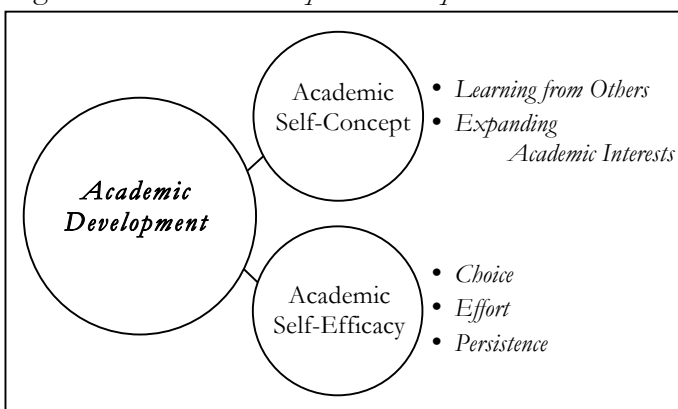 Academic
Development
Academic
Self-Concept
• Learning from Others
• Expanding
Academic Interests
Academic
Self-Efficacy
• Choice
• Effort
• Persistence